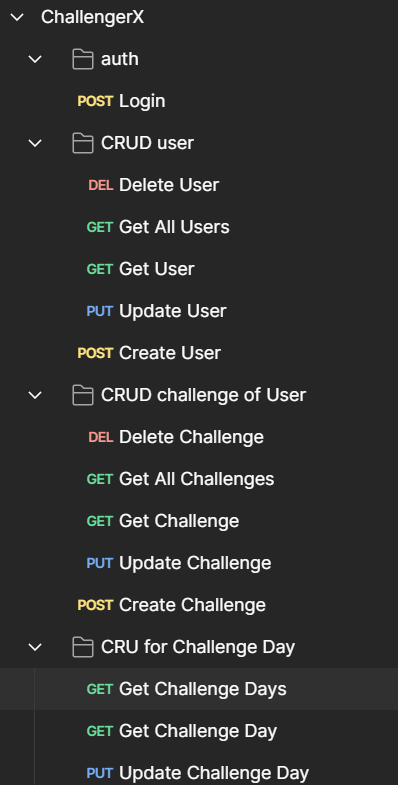 ChallengerX
auth
POST Login
CRUD user
DEL Delete User
GET Get All Users
GET Get User
PUT Update User
POST Create User
CRUD challenge of User
DEL Delete Challenge
GET Get All Challenges
GET Get Challenge
PUT Update Challenge
POST Create Challenge
CRU for Challenge Day
GET Get Challenge Days
GET Get Challenge Day
PUT Update Challenge Day